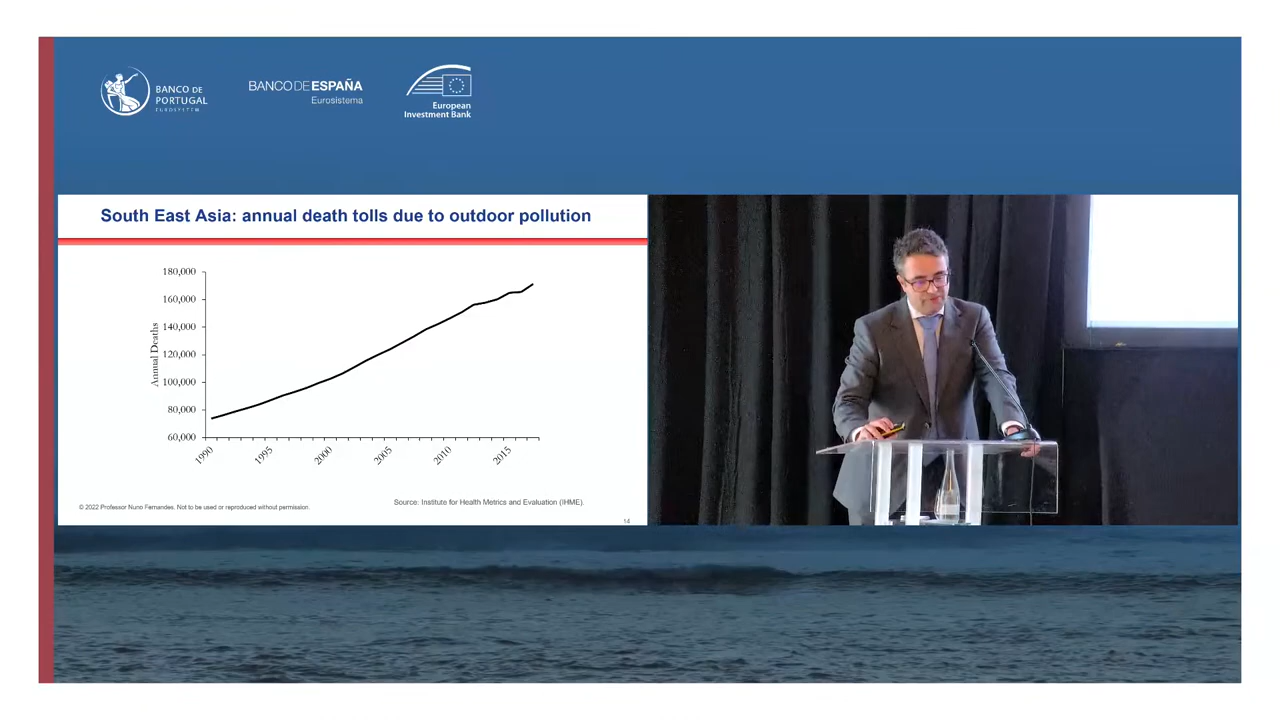 BANCO DE
PORTUGAL
EUROSISTEMA
BANCODEESPAÑA
Eurosistema
European
Investment Bank
South East Asia: annual death tolls due to outdoor pollution
180,000
160,000
140,000
120,000
100,000
80,000
60,000
Annual Deaths
1990
1995
2000
2005
2010
2015
Source: Institute for Health Metrics and Evaluation (IHME).
© 2022 Professor Nuno Fernandes. Not to be used or reproduced without permission.
14